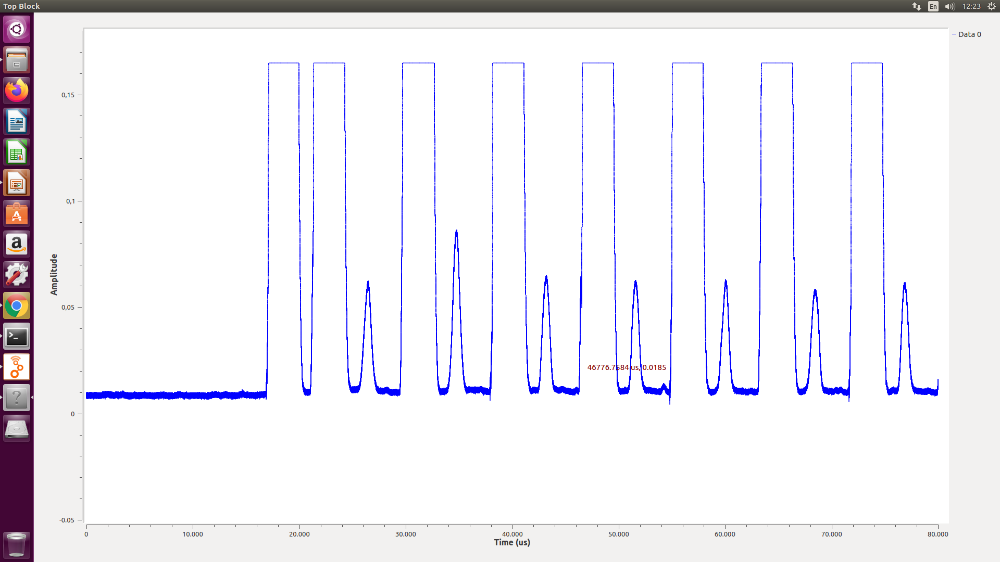 Top Block
En
12:23
Data 0
0,15
0,1
0,05
0
-0.05
Amplitude
46776.7584 us, 0.0185
0
10.000
20.000
30.000
40.000
50.000
60.000
70.000
80.000
Time (us)